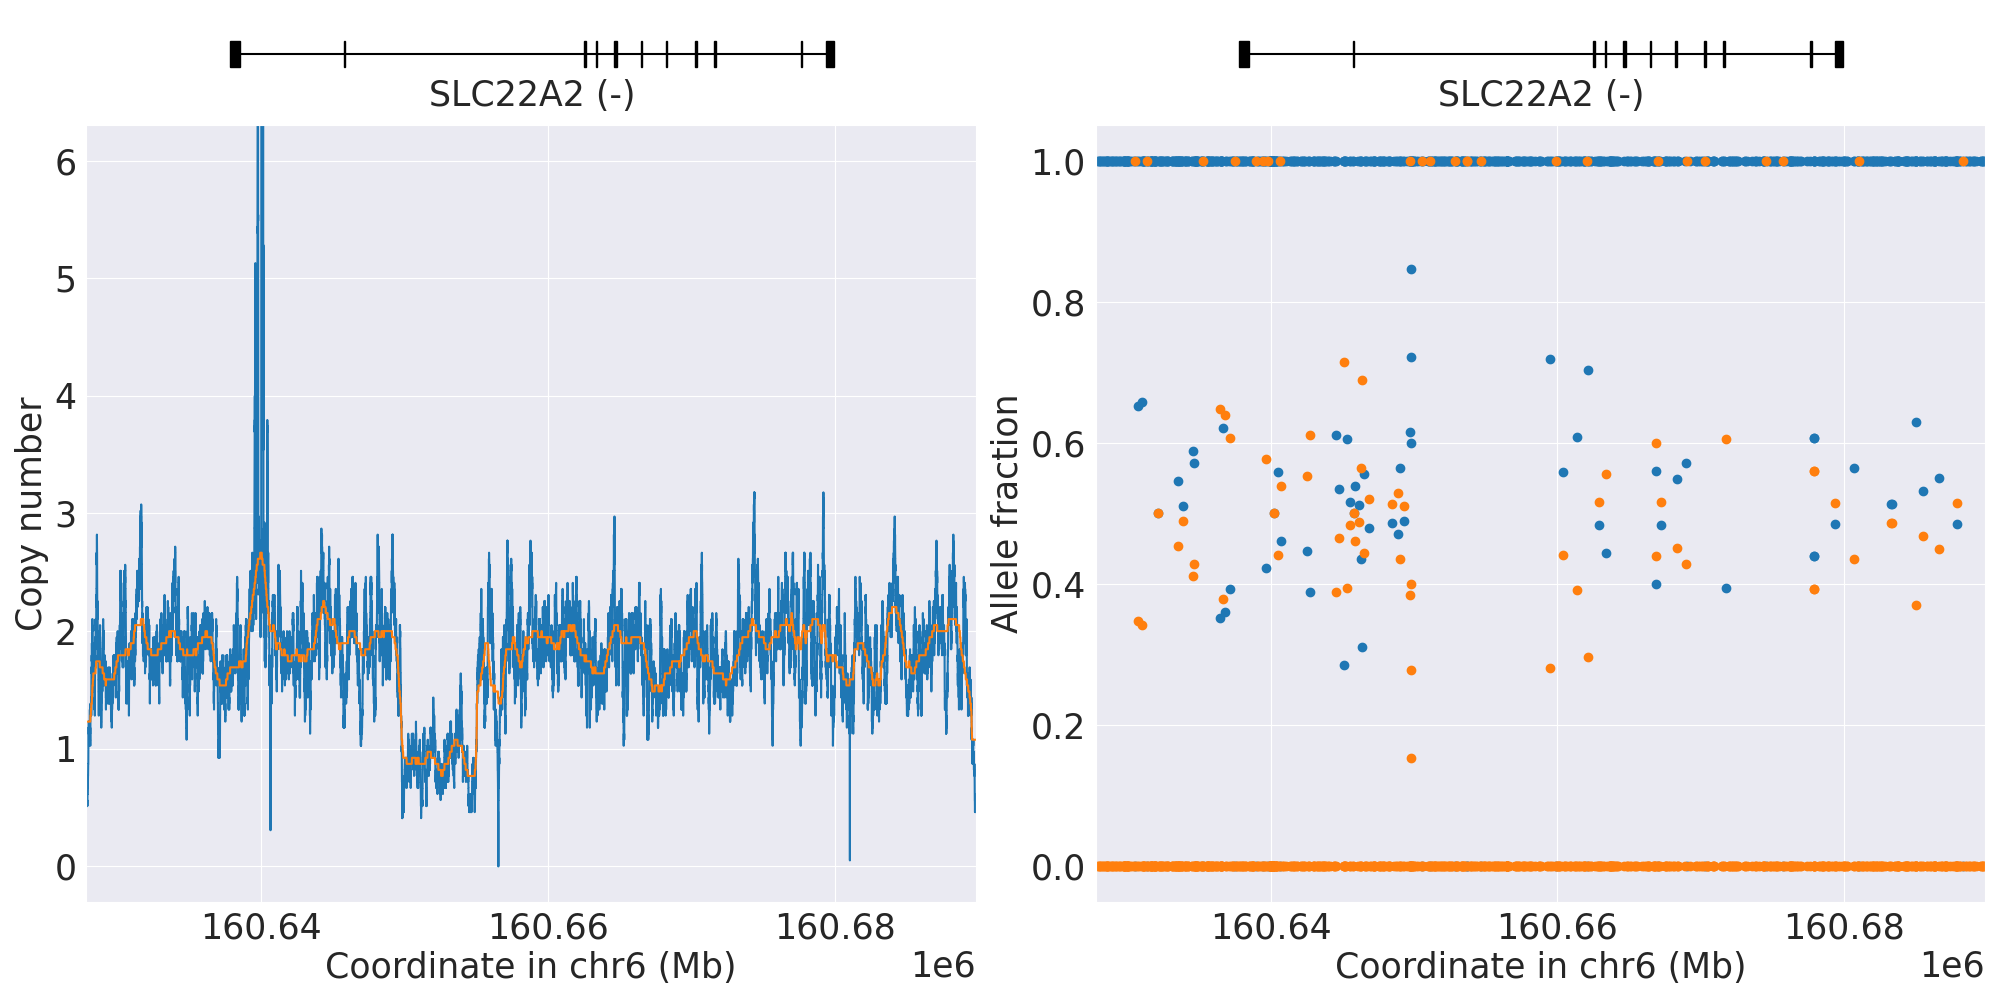 SLC22A2 (-)
Copy number
6
5
4
3
2
1
0
160.64
160.66
160.68
Coordinate in chr6 (Mb)
1e6
SLC22A2 (-)
Allele fraction
1.0
0.8
0.6
0.4
0.2
0.0
160.64
160.66
160.68
Coordinate in chr6 (Mb)
1e6